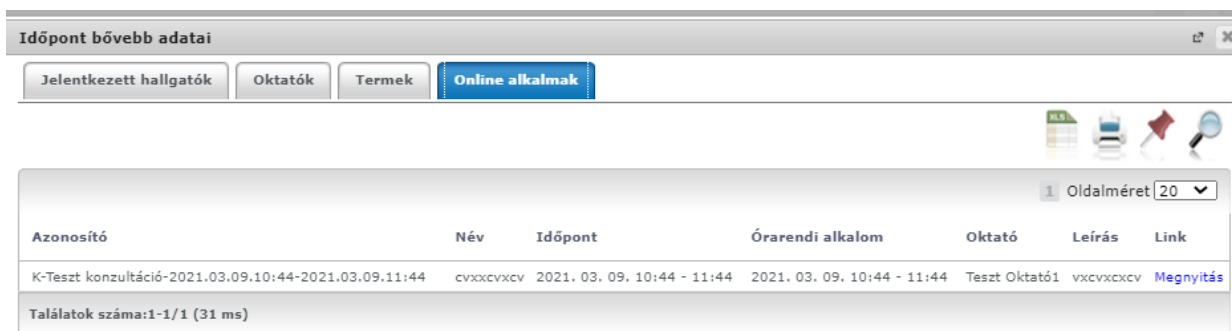 Időpont bővebb adatai
Jelentkezett hallgatók Oktatók Termek Online alkalmak
XLS
1 Oldalméret 20
Azonosító Név Időpont Órarendi alkalom Oktató Leírás Link
K-Teszt konzultáció-2021.03.09.10:44-2021.03.09.11:44 cvxxcvxcv 2021. 03. 09. 10:44 - 11:44 2021. 03. 09. 10:44 - 11:44 Teszt Oktató1 vxcvxcxcv Megnyitás
Találatok száma:1-1/1 (31 ms)